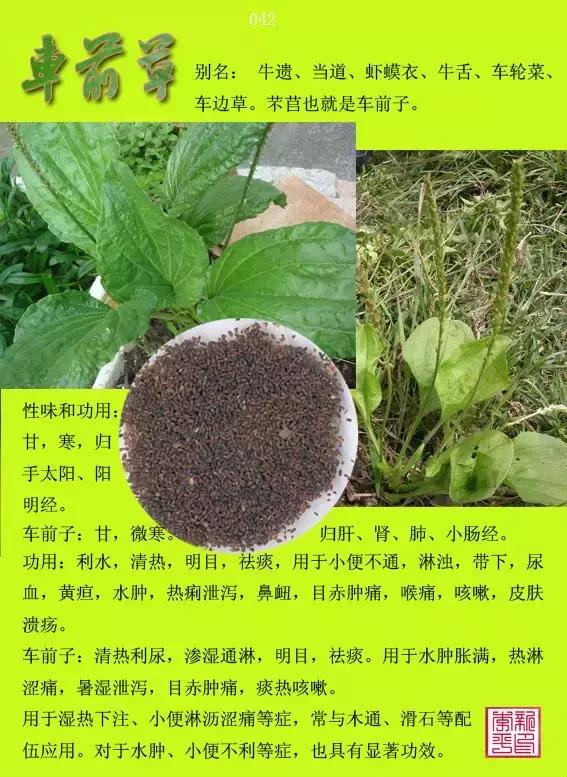 042
车前草
别名： 牛遗、当道、虾蟆衣、牛舌、车轮菜、
车边草。芣苢也就是车前子。
性味和功用：
甘，寒，归
手太阳、阳
明经。
车前子：甘，微寒。 归肝、肾、肺、小肠经。
功用：利水，清热，明目，祛痰，用于小便不通，淋浊，带下，尿
血，黄疸，水肿，热痢泄泻，鼻衄，目赤肿痛，喉痛，咳嗽，皮肤
溃疡。
车前子：清热利尿，渗湿通淋，明目，祛痰。用于水肿胀满，热淋
涩痛，暑湿泄泻，目赤肿痛，痰热咳嗽。
用于湿热下注、小便淋沥涩痛等症，常与木通、滑石等配
伍应用。对于水肿、小便不利等症，也具有显著功效。